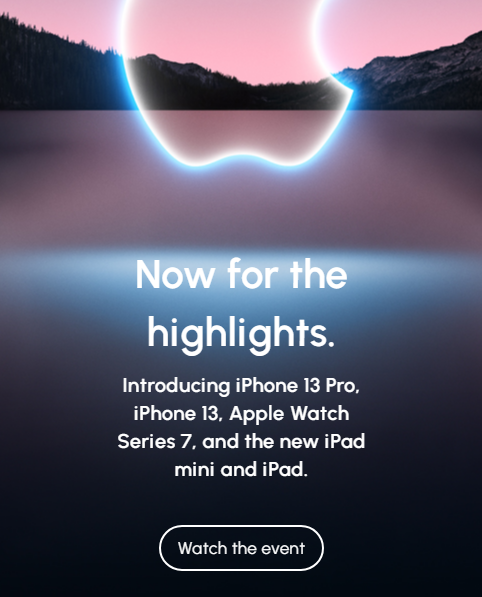 Now for the
highlights.
Introducing iPhone 13 Pro,
iPhone 13, Apple Watch
Series 7, and the new iPad
mini and iPad.
Watch the event